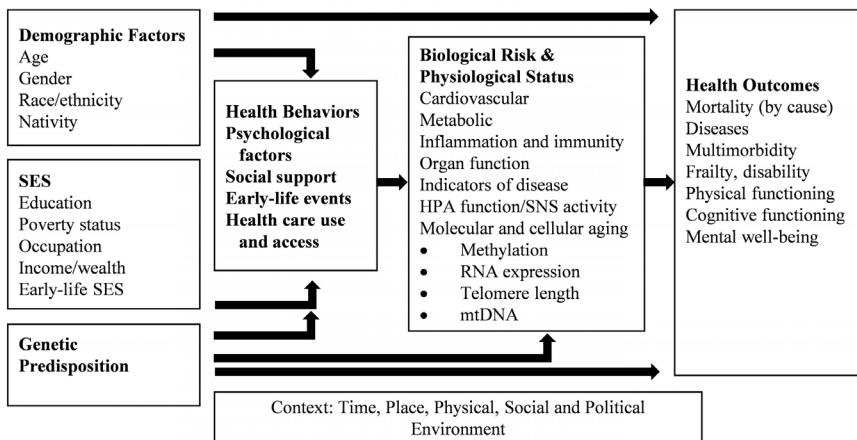 Demographic Factors
Age
Gender
Race/ethnicity
Nativity
SES
Education
Poverty status
Occupation
Income/wealth
Early-life SES
Genetic
Predisposition
Health Behaviors
Psychological
factors
Social support
Early-life events
Health care use
and access
Biological Risk &
Physiological Status
Cardiovascular
Metabolic
Inflammation and immunity
Organ function
Indicators of disease
HPA function/SNS activity
Molecular and cellular aging
• Methylation
• RNA expression
• Telomere length
• mtDNA
Health Outcomes
Mortality (by cause)
Diseases
Multimorbidity
Frailty, disability
Physical functioning
Cognitive functioning
Mental well-being
Context: Time, Place, Physical, Social and Political
Environment